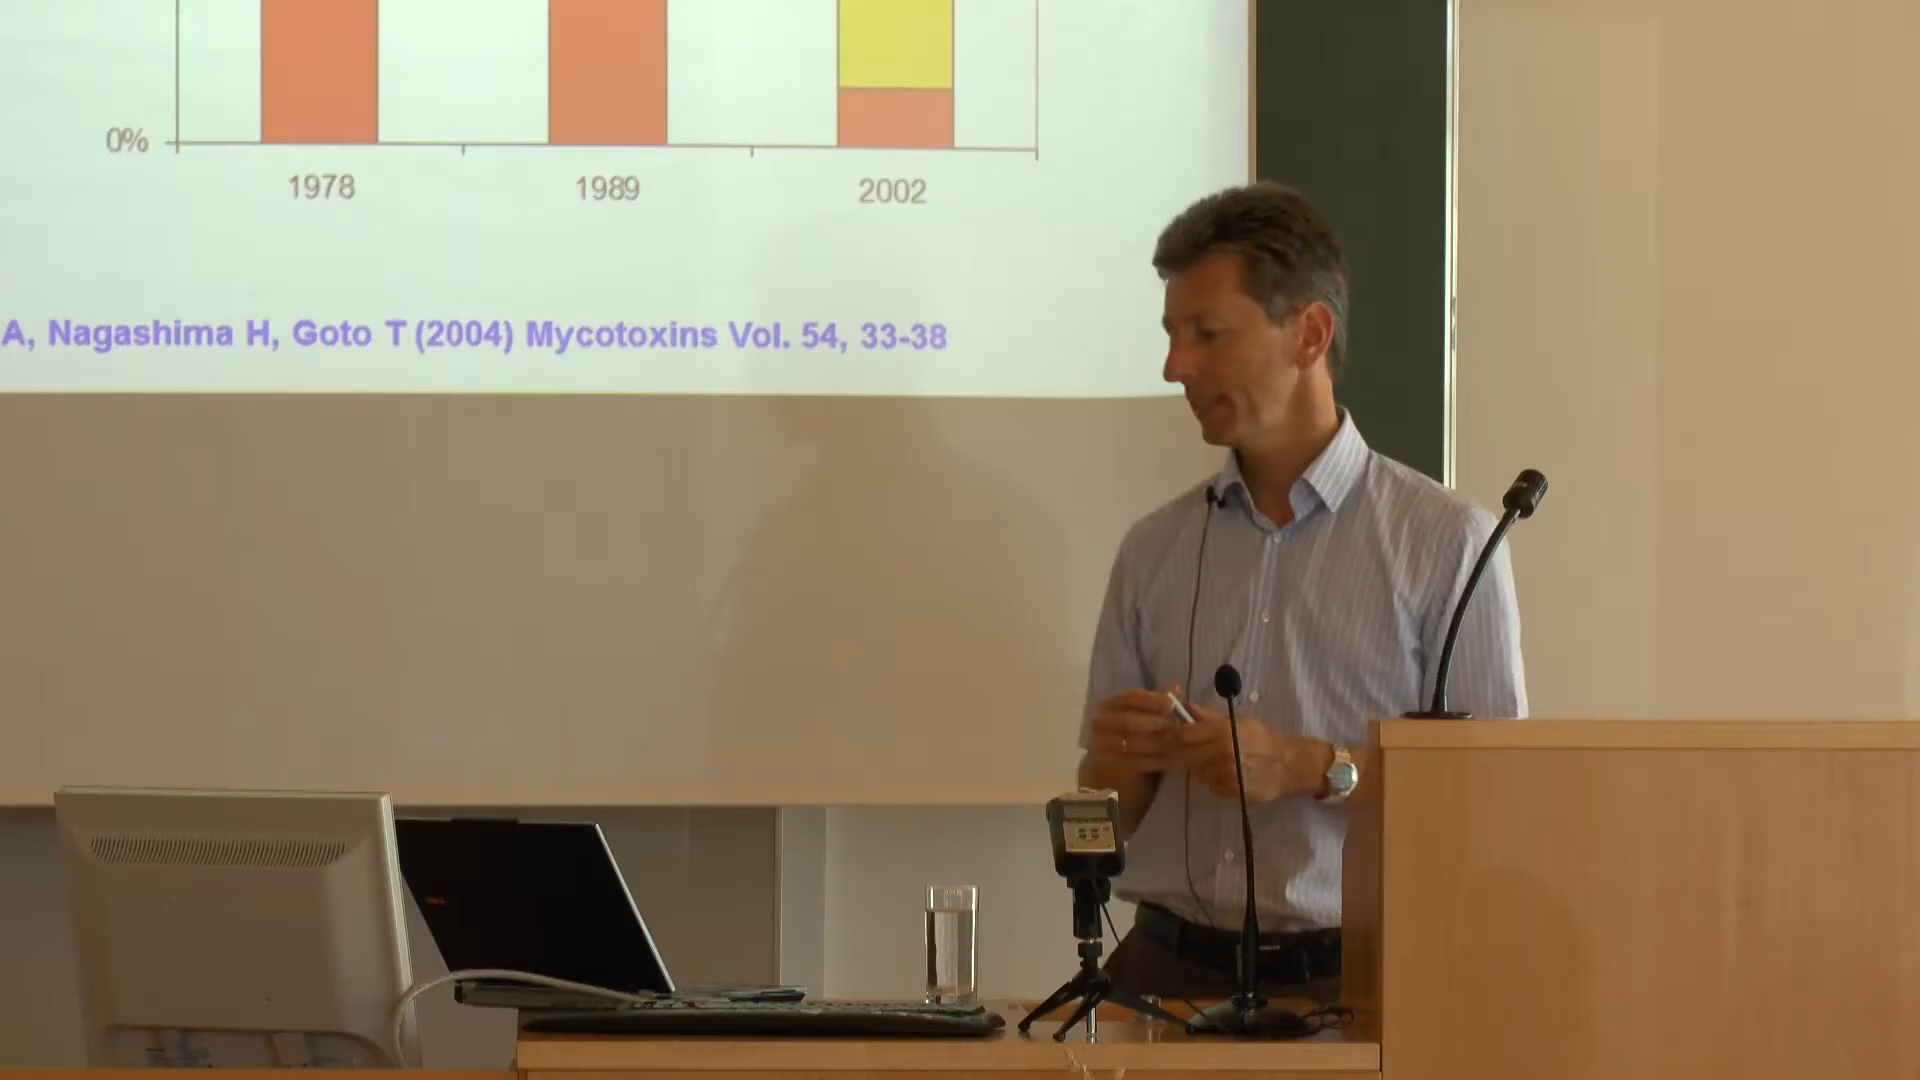 0%
1978 1989 2002
A, Nagashima H, Goto T (2004) Mycotoxins Vol. 54, 33-38